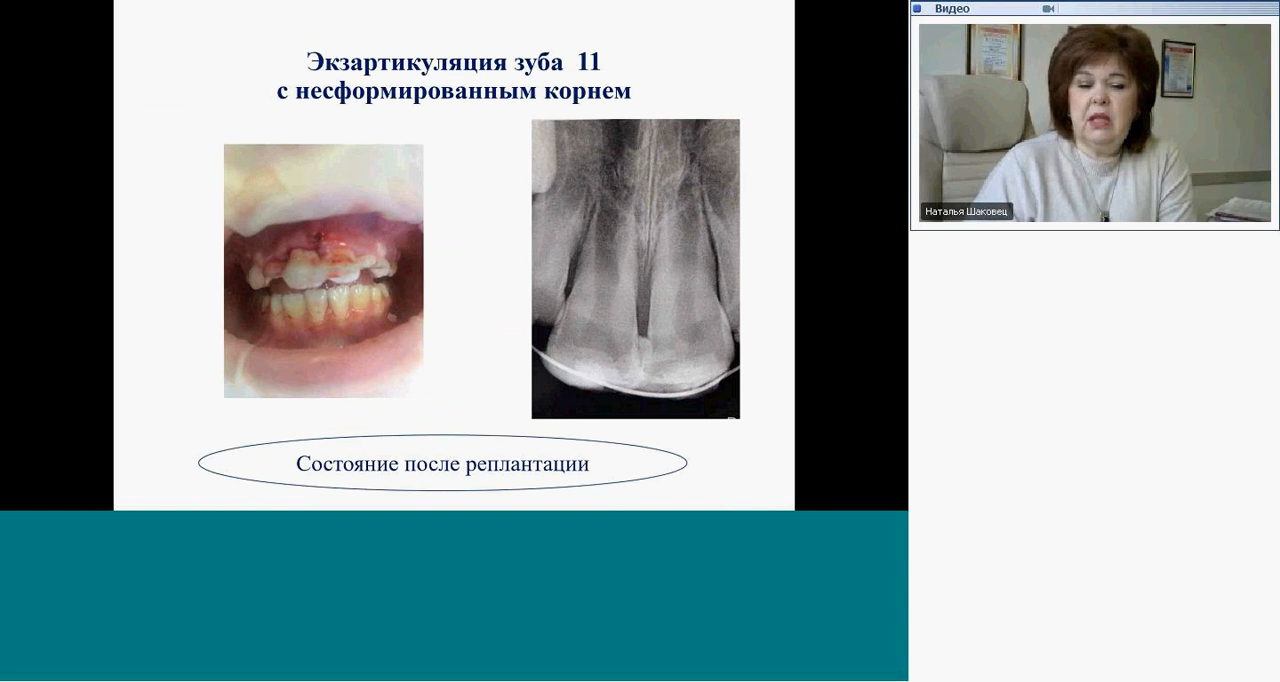 Экзартикуляция зуба 11
с несформированным корнем
Состояние после реплантации
Видео
Наталья Шаковец